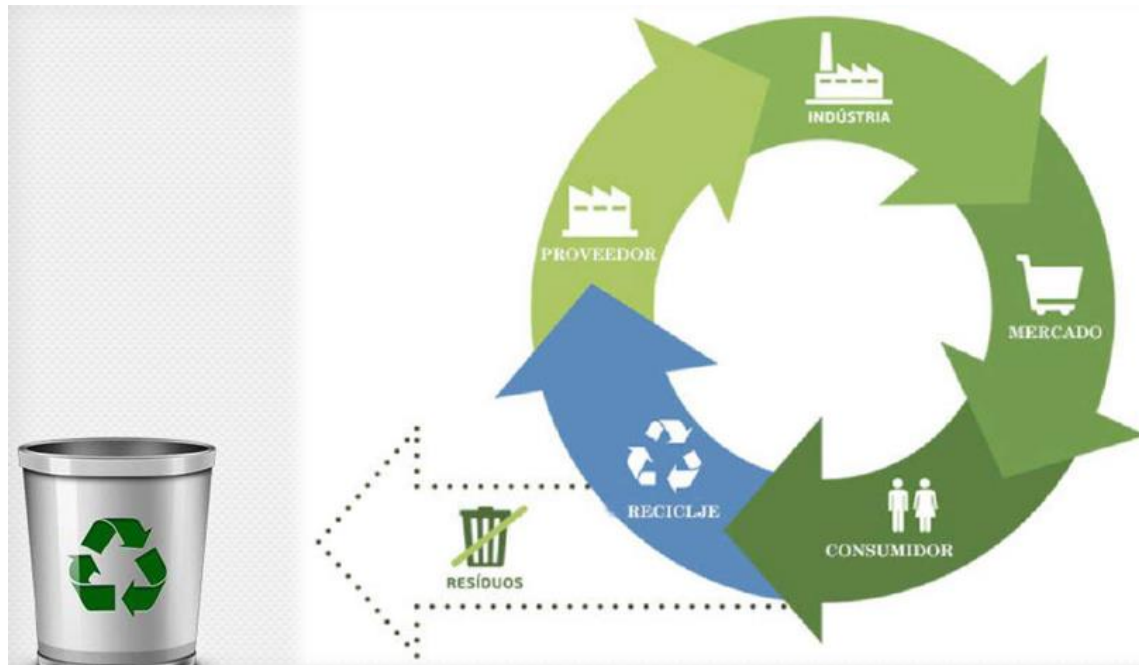 INDÚSTRIA
PROVEEDOR
MERCADO
RECICLJE
CONSUMIDOR
RESÍDUOS